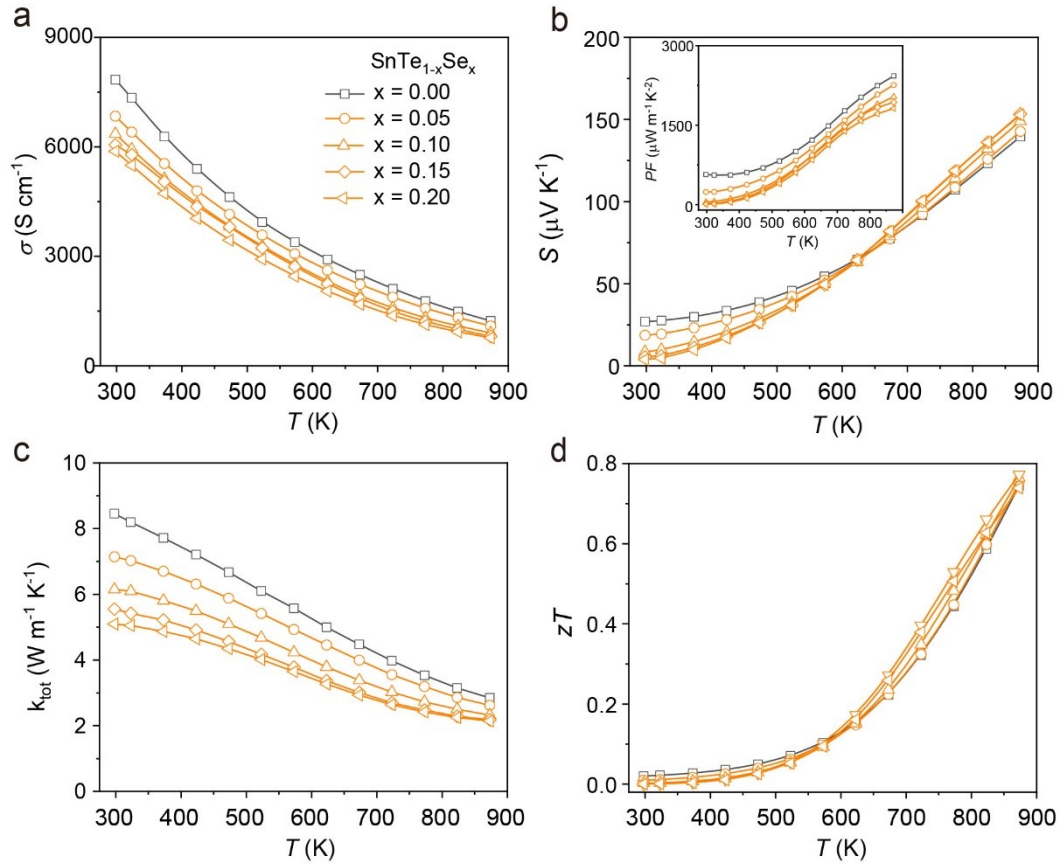 a
9000
6000
3000
0
σ (S cm⁻¹)
SnTe₁₋ₓSeₓ
x = 0.00
x = 0.05
x = 0.10
x = 0.15
x = 0.20
300 400 500 600 700 800 900
T (K)
b
200
150
100
50
0
S (μV K⁻¹)
3000
1500
0
PF (μW m⁻¹ K⁻²)
300 400 500 600 700 800 900
T (K)
300 400 500 600 700 800 900
T (K)
c
10
8
6
4
2
0
kₜₒₜ (W m⁻¹ K⁻¹)
300 400 500 600 700 800 900
T (K)
d
0.8
0.6
0.4
0.2
0.0
zT
300 400 500 600 700 800 900
T (K)